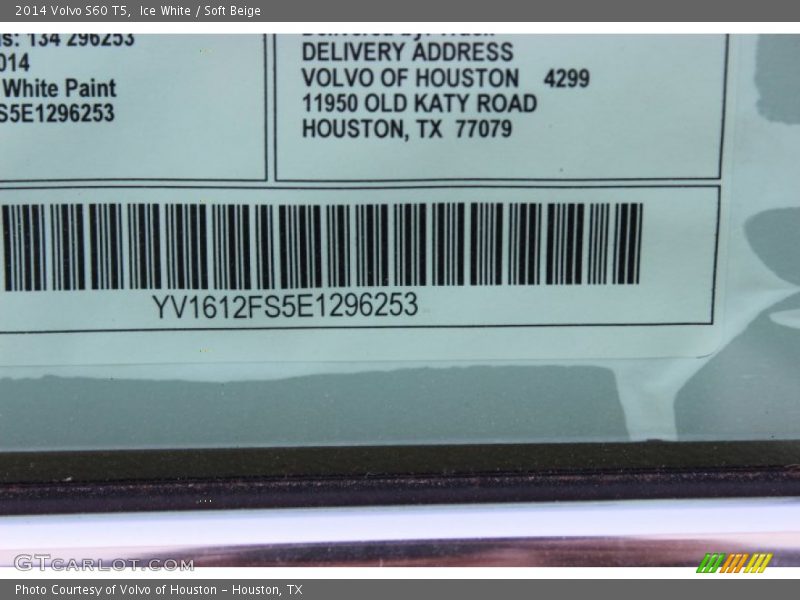 2014 Volvo S60 T5, Ice White / Soft Beige
134 296253
014
White Paint
S5E1296253
DELIVERY ADDRESS
VOLVO OF HOUSTON 4299
11950 OLD KATY ROAD
HOUSTON, TX 77079
YV1612FS5E1296253
GTcarlot.com
Photo Courtesy of Volvo of Houston - Houston, TX